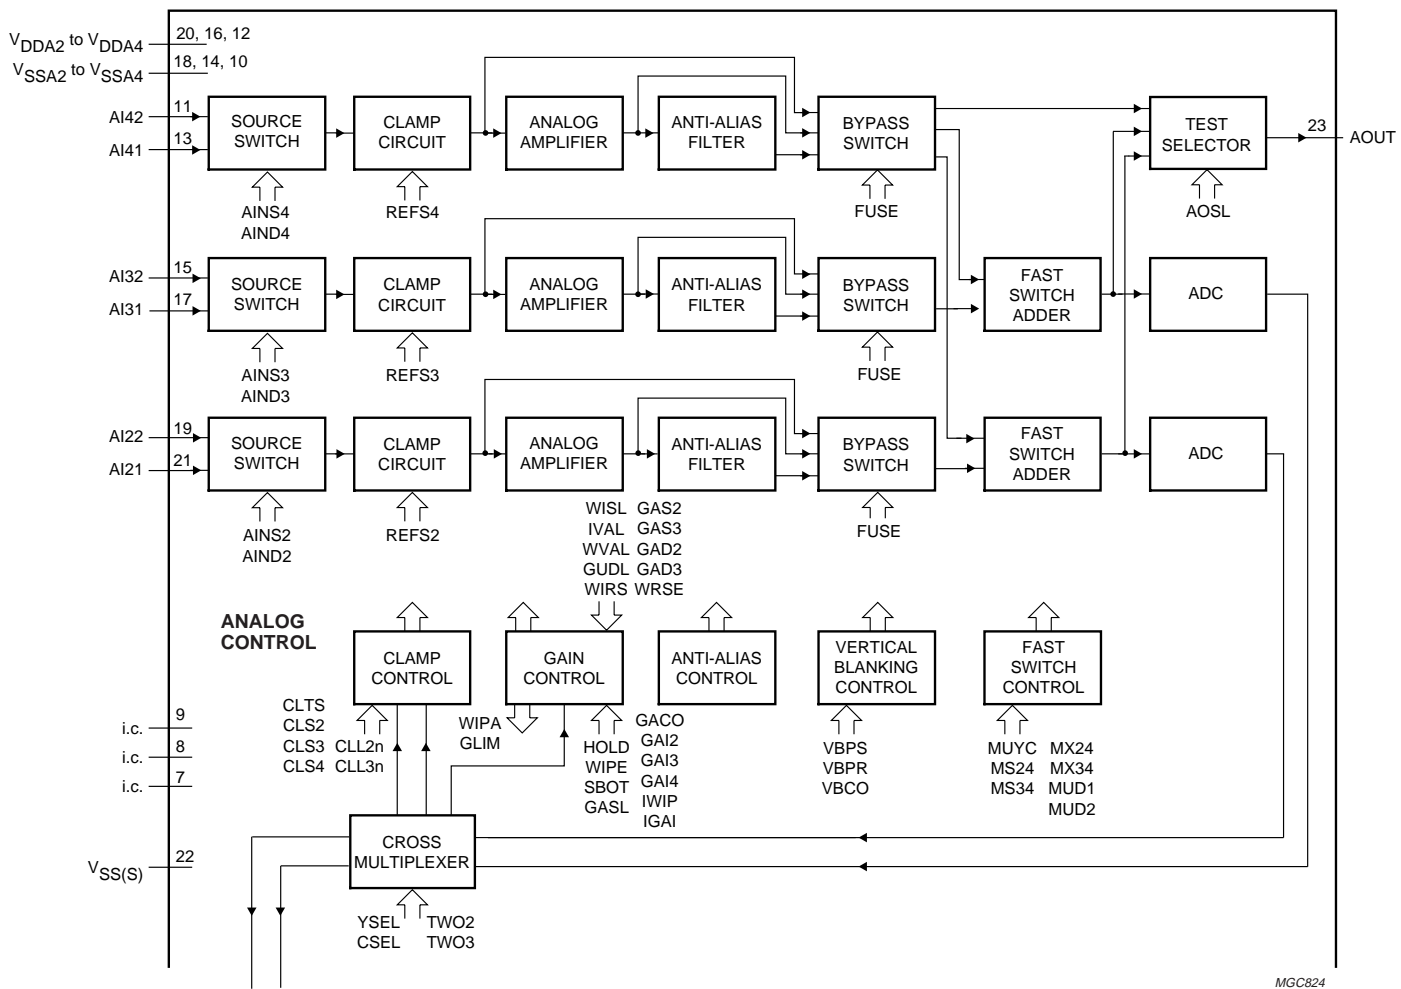 VDDA2 to VDDA4
20, 16, 12
VSSA2 to VSSA4
18, 14, 10
AI42
11
AI41
13
SOURCE
SWITCH
CLAMP
CIRCUIT
ANALOG
AMPLIFIER
ANTI-ALIAS
FILTER
BYPASS
SWITCH
TEST
SELECTOR
23
AOUT
AINS4
AIND4
REFS4
FUSE
AOSL
AI32
15
AI31
17
SOURCE
SWITCH
CLAMP
CIRCUIT
ANALOG
AMPLIFIER
ANTI-ALIAS
FILTER
BYPASS
SWITCH
FAST
SWITCH
ADDER
ADC
AINS3
AIND3
REFS3
FUSE
AI22
19
AI21
21
SOURCE
SWITCH
CLAMP
CIRCUIT
ANALOG
AMPLIFIER
ANTI-ALIAS
FILTER
BYPASS
SWITCH
FAST
SWITCH
ADDER
ADC
AINS2
AIND2
REFS2
FUSE
WISL GAS2
IVAL GAS3
WVAL GAD2
GUDL GAD3
WIRS WRSE
ANALOG
CONTROL
CLAMP
CONTROL
GAIN
CONTROL
ANTI-ALIAS
CONTROL
VERTICAL
BLANKING
CONTROL
FAST
SWITCH
CONTROL
CLTS
CLS2
CLS3 CLL2n
CLS4 CLL3n
WIPA
GLIM
HOLD
WIPE
SBOT
GASL
GACO
GAI2
GAI3
GAI4
IWIP
IGAI
VBPS
VBPR
VBCO
MUYC MX24
MS24 MX34
MS34 MUD1
MUD2
i.c.
9
i.c.
8
i.c.
7
VSS(S)
22
CROSS
MULTIPLEXER
YSEL TWO2
CSEL TWO3
MGC824